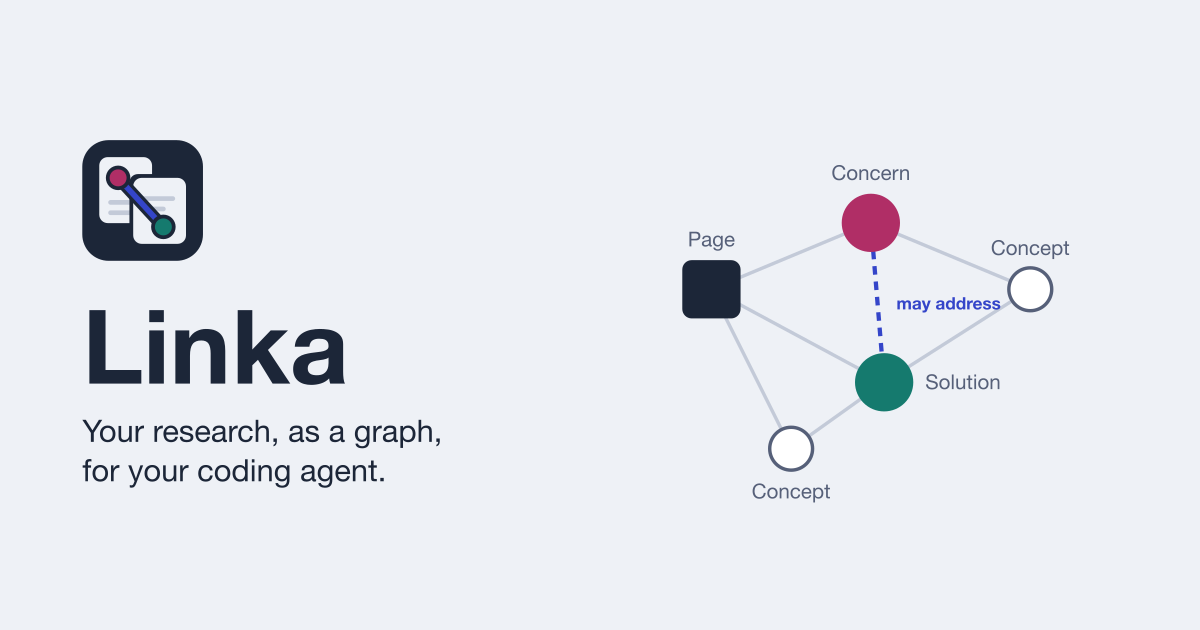 Linka
Your research, as a graph,
for your coding agent.
Concern
Page
Concept
may address
Solution
Concept